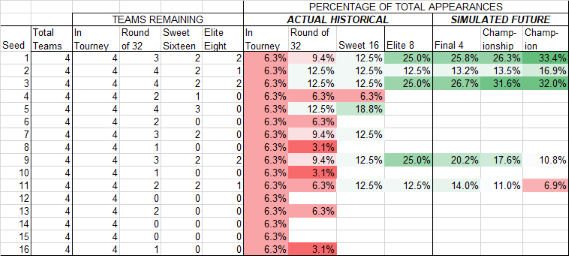 PERCENTAGE OF TOTAL APPEARANCES
TEAMS REMAINING ACTUAL HISTORICAL SIMULATED FUTURE
Total In Round Sweet Elite In Round of Champ- Champ-
Seed Teams Tourney of 32 Sixteen Eight Tourney 32 Sweet 16 Elite 8 Final 4 ionship ion
1 4 4 3 2 2 6.3% 9.4% 12.5% 25.0% 25.8% 26.3% 33.4%
2 4 4 4 2 1 6.3% 12.5% 12.5% 12.5% 13.2% 13.5% 16.9%
3 4 4 4 2 2 6.3% 12.5% 12.5% 25.0% 26.7% 31.6% 32.0%
4 4 4 2 1 0 6.3% 6.3% 6.3%
5 4 4 4 3 0 6.3% 12.5% 18.8%
6 4 4 2 0 0 6.3% 6.3%
7 4 4 3 2 0 6.3% 9.4% 12.5%
8 4 4 1 0 0 6.3% 3.1%
9 4 4 3 2 2 6.3% 9.4% 12.5% 25.0% 20.2% 17.6% 10.8%
10 4 4 1 0 0 6.3% 3.1%
11 4 4 2 2 1 6.3% 6.3% 12.5% 12.5% 14.0% 11.0% 6.9%
12 4 4 0 0 0 6.3%
13 4 4 2 0 0 6.3% 6.3%
14 4 4 0 0 0 6.3%
15 4 4 0 0 0 6.3%
16 4 4 1 0 0 6.3% 3.1%